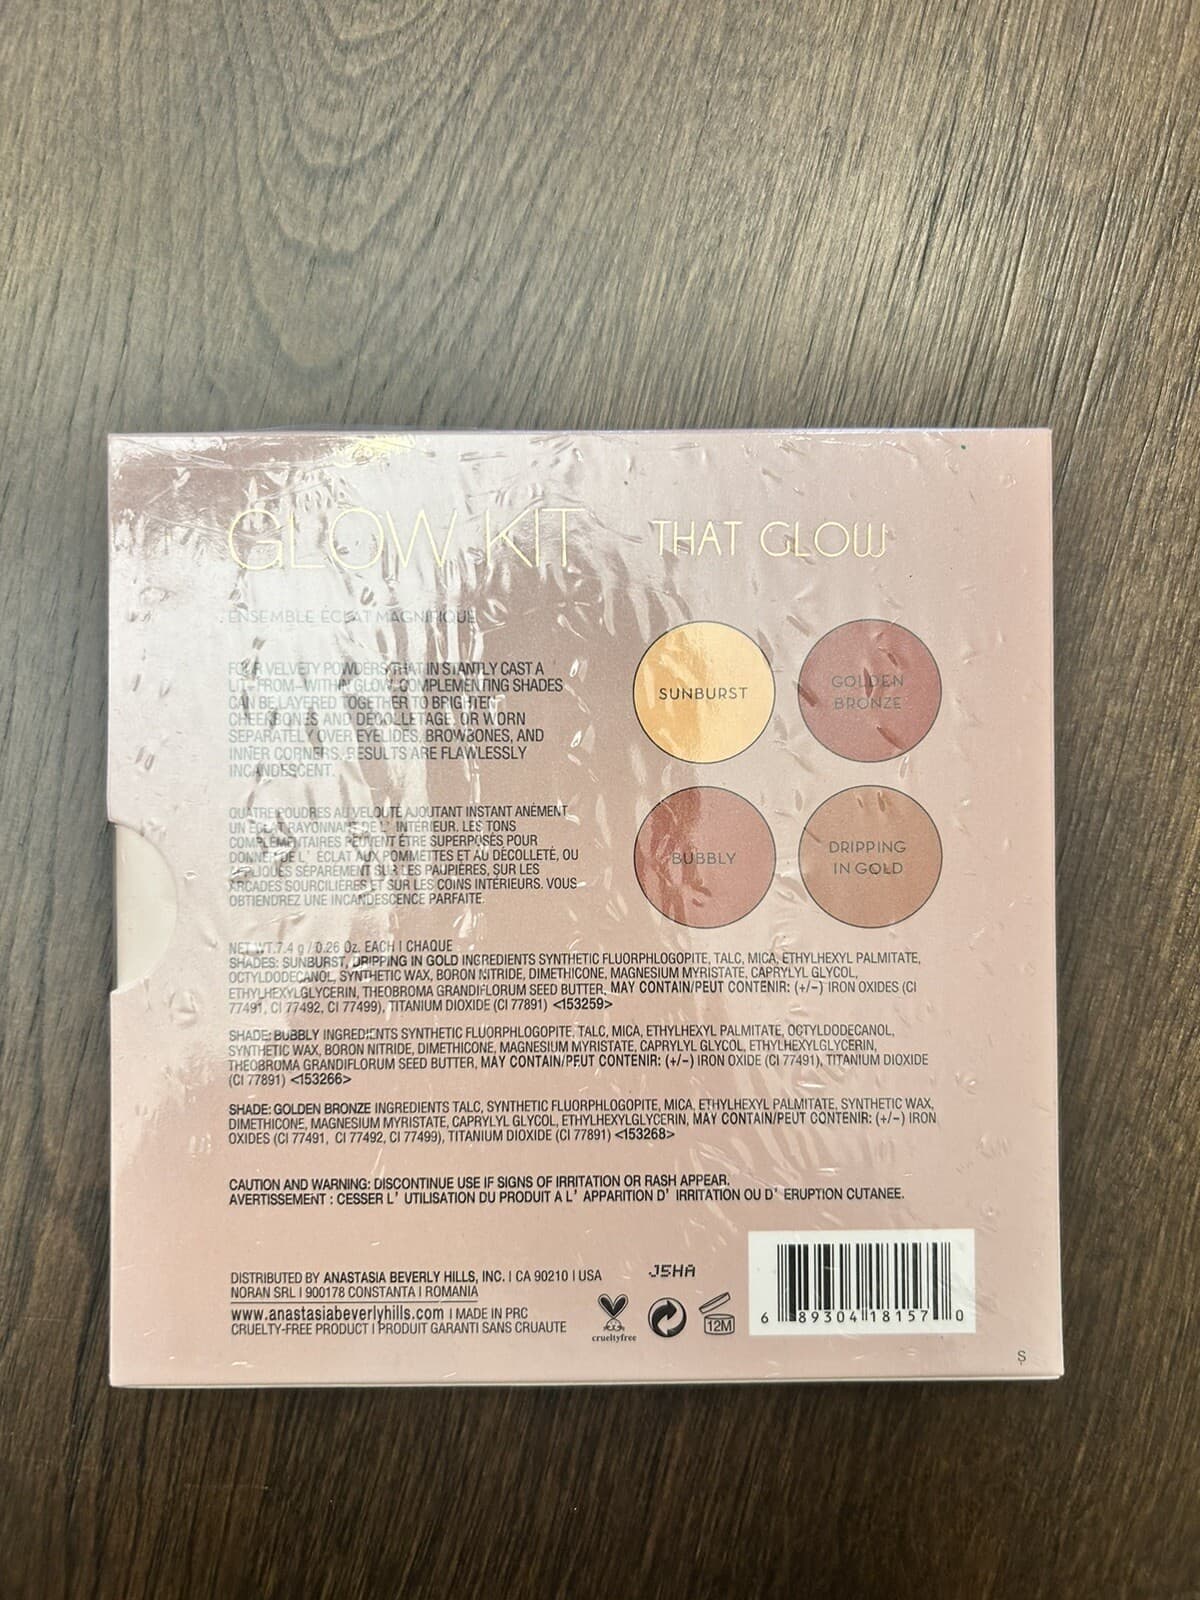 GLOW KIT
THAT GLOW
ENSEMBLE ÉCLAT MAGNIFIQUE
FOUR VELVETY POWDERS THAT IN STANTLY CAST A
LIT-FROM-WITHIN GLOW. COMPLEMENTING SHADES
CAN BE LAYERED TOGETHER TO BRIGHTEN
CHEEKBONES AND DÉCOLLETAGE, OR WORN
SEPARATELY OVER EYELIDS, BROWBONES, AND
INNER CORNERS. RESULTS ARE FLAWLESSLY
INCANDESCENT.
QUATRE POUDRES AU VELOUTÉ AJOUTANT INSTANT ANÉMENT
UN ÉCLAT RAYONNANT DE L' INTÉRIEUR. LES TONS
COMPLÉMENTAIRES PEUVENT ÊTRE SUPERPOSÉS POUR
DONNER DE L' ÉCLAT AUX POMMETTES ET AU DÉCOLLETÉ, OU
SÉPARÉMENT SUR LES PAUPIÈRES, SUR LES
ARCADES SOURCILIÈRES ET SUR LES COINS INTÉRIEURS. VOUS
OBTIENDREZ UNE INCANDESCENCE PARFAITE.
SUNBURST
GOLDEN
BRONZE
BUBBLY
DRIPPING
IN GOLD
NET WT.7.4 g / 0.26 Oz. EACH I CHAQUE
SHADES: SUNBURST, DRIPPING IN GOLD INGREDIENTS SYNTHETIC FLUORPHLOGOPITE, TALC, MICA, ETHYLHEXYL PALMITATE,
OCTYLDODECANOL, SYNTHETIC WAX, BORON NITRIDE, DIMETHICONE, MAGNESIUM MYRISTATE, CAPRYLYL GLYCOL,
ETHYLHEXYLGLYCERIN, THEOBROMA GRANDIFLORUM SEED BUTTER, MAY CONTAIN/PEUT CONTENIR: (+/-) IRON OXIDES (CI
77491, CI 77492, CI 77499), TITANIUM DIOXIDE (CI 77891) <153259>
SHADE: BUBBLY INGREDIENTS SYNTHETIC FLUORPHLOGOPITE, TALC, MICA, ETHYLHEXYL PALMITATE, OCTYLDODECANOL,
SYNTHETIC WAX, BORON NITRIDE, DIMETHICONE, MAGNESIUM MYRISTATE, CAPRYLYL GLYCOL, ETHYLHEXYLGLYCERIN,
THEOBROMA GRANDIFLORUM SEED BUTTER, MAY CONTAIN/PEUT CONTENIR: (+/-) IRON OXIDE (CI 77491), TITANIUM DIOXIDE
(CI 77891) <153266>
SHADE: GOLDEN BRONZE INGREDIENTS TALC, SYNTHETIC FLUORPHLOGOPITE, MICA, ETHYLHEXYL PALMITATE, SYNTHETIC WAX,
DIMETHICONE, MAGNESIUM MYRISTATE, CAPRYLYL GLYCOL, ETHYLHEXYLGLYCERIN, MAY CONTAIN/PEUT CONTENIR: (+/-) IRON
OXIDES (CI 77491, CI 77492, CI 77499), TITANIUM DIOXIDE (CI 77891) <153268>
CAUTION AND WARNING: DISCONTINUE USE IF SIGNS OF IRRITATION OR RASH APPEAR.
AVERTISSEMENT : CESSER L' UTILISATION DU PRODUIT A L' APPARITION D' IRRITATION OU D' ERUPTION CUTANEE.
DISTRIBUTED BY ANASTASIA BEVERLY HILLS, INC. I CA 90210 I USA
NORAN SRL I 900178 CONSTANTA I ROMANIA
www.anastasiabeverlyhills.com I MADE IN PRC
CRUELTY-FREE PRODUCT I PRODUIT GARANTI SANS CRUAUTE
J5HA
crueltyfree
12M
6 89304 18157 0
S